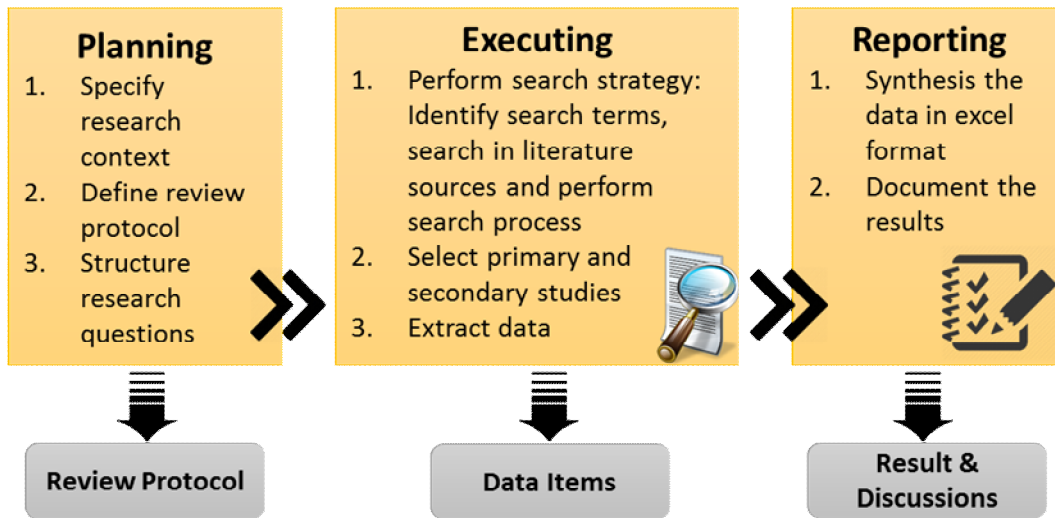 Planning
1. Specify
research
context
2. Define review
protocol
3. Structure
research
questions
Executing
1. Perform search strategy:
Identify search terms,
search in literature
sources and perform
search process
2. Select primary and
secondary studies
3. Extract data
Reporting
1. Synthesis the
data in excel
format
2. Document the
results
Review Protocol
Data Items
Result &
Discussions